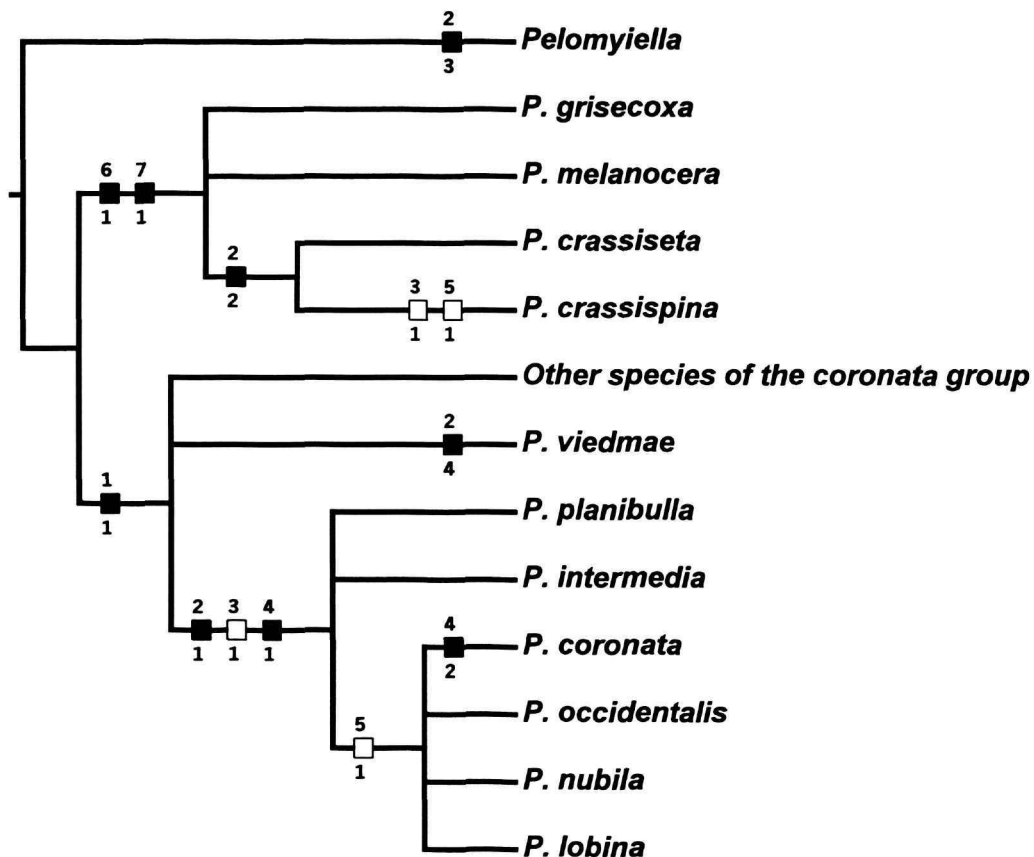 2
Pelomyiella
3
P. grisecoxa
6 7
P. melanocera
1 1
2
P. crassiseta
2
3 5
P. crassispina
1 1
Other species of the coronata group
2
P. viedmae
4
1
1
P. planibulla
P. intermedia
2 3 4
1 1 1
4
P. coronata
2
P. occidentalis
5
1
P. nubila
P. lobina